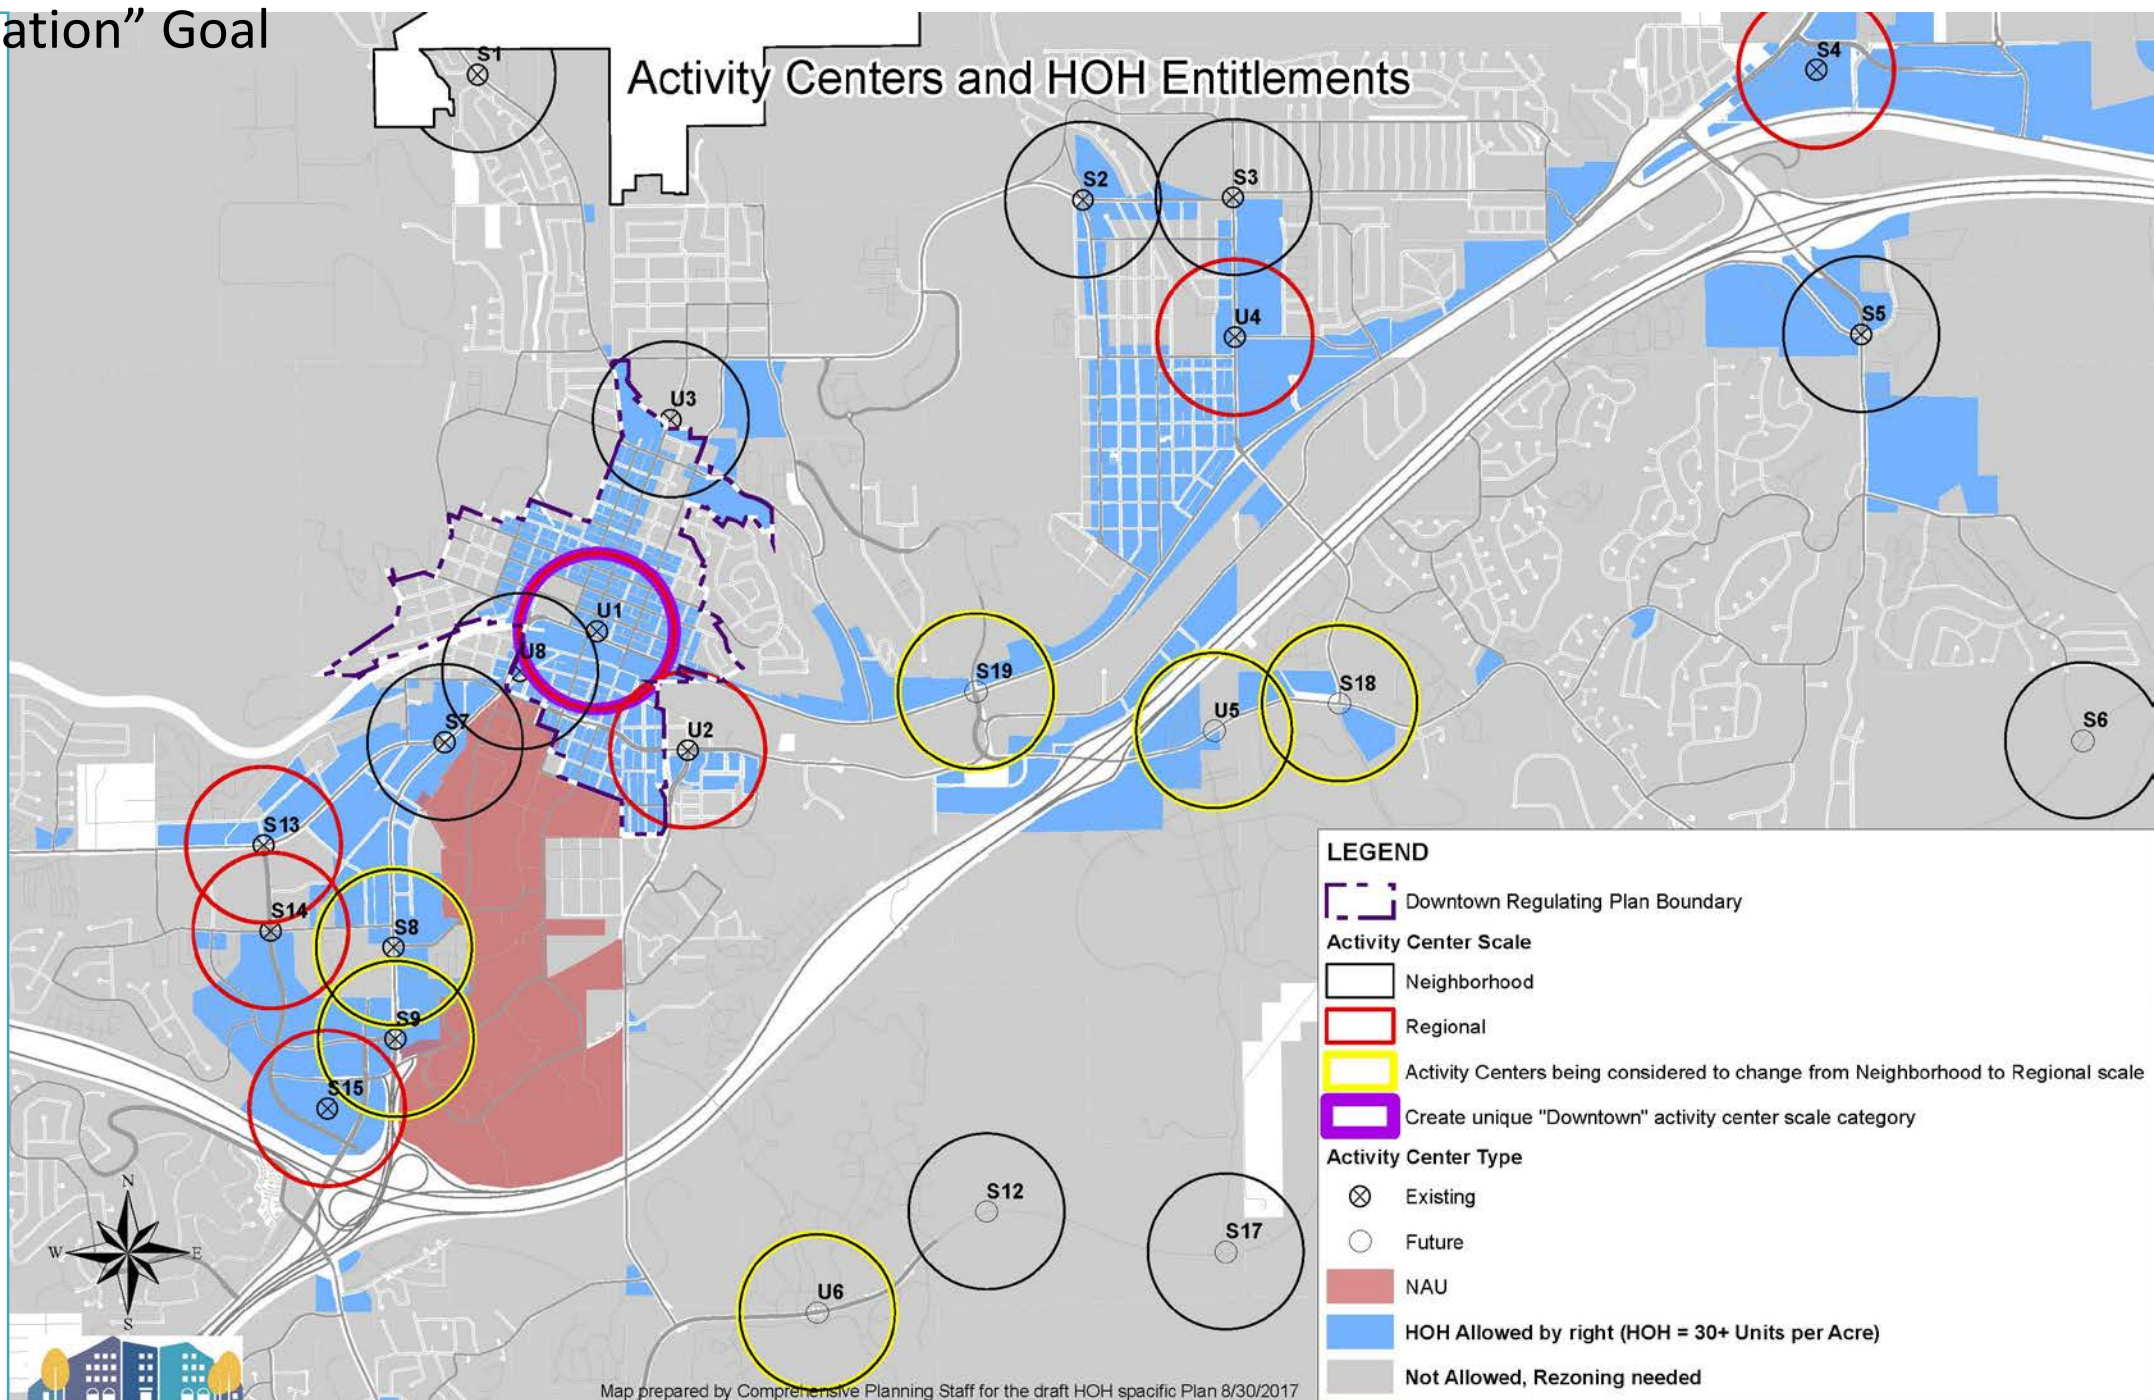 ation” Goal
Activity Centers and HOH Entitlements
S1
S4
S2
S3
U4
S5
U3
U1
U8
S19
S18
U5
S7
U2
S6
S13
S14
S8
S9
S15
S12
S17
U6
N
W
E
S
LEGEND
Downtown Regulating Plan Boundary
Activity Center Scale
Neighborhood
Regional
Activity Centers being considered to change from Neighborhood to Regional scale
Create unique "Downtown" activity center scale category
Activity Center Type
Existing
Future
NAU
HOH Allowed by right (HOH = 30+ Units per Acre)
Not Allowed, Rezoning needed
Map prepared by Comprehensive Planning Staff for the draft HOH spacific Plan 8/30/2017